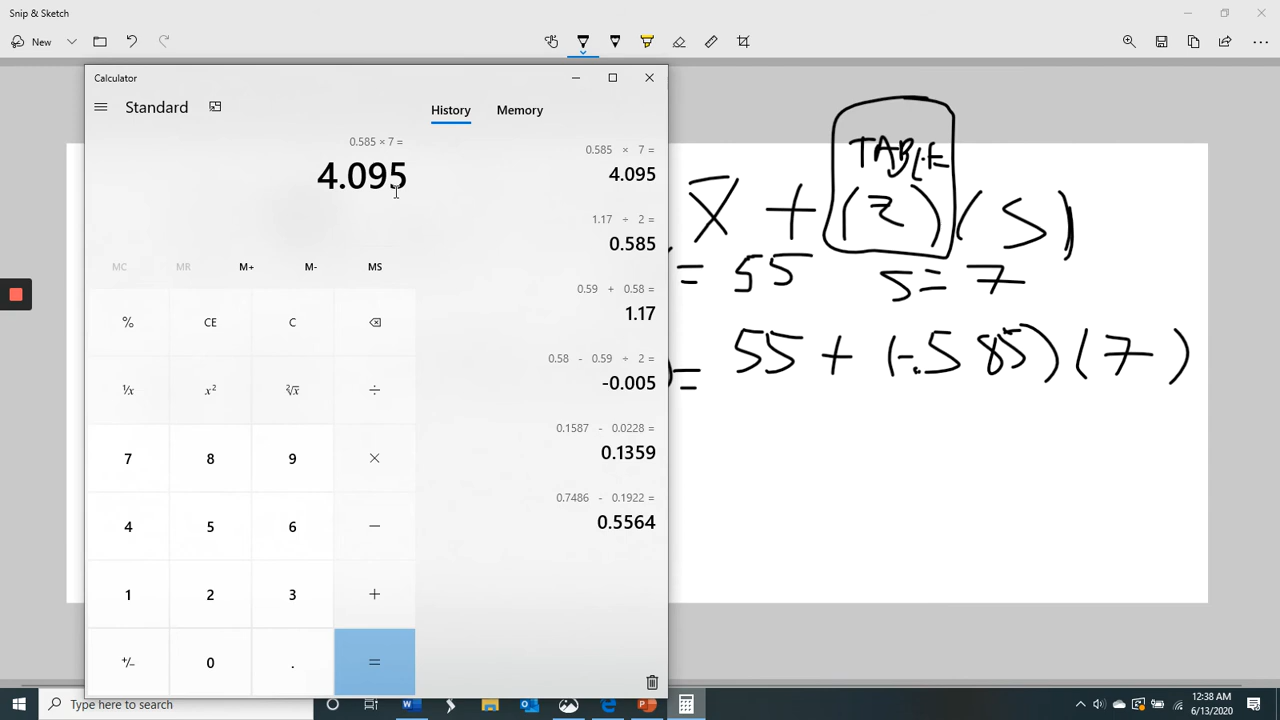 Snip & Sketch
New
Calculator
Standard
History
Memory
0.585 × 7 =
4.095
MC MR M+ M- MS
% CE C
¹/x x² ²√x ÷
7 8 9 ×
4 5 6 −
1 2 3 +
+/− 0 . =
0.585 × 7 =
4.095
1.17 ÷ 2 =
0.585
0.59 + 0.58 =
1.17
0.58 - 0.59 ÷ 2 =
-0.005
0.1587 - 0.0228 =
0.1359
0.7486 - 0.1922 =
0.5564
TABLE
X̄ + (Z)(S)
= 55 S = 7
)= 55 + (-.585)(7)
Type here to search
12:38 AM
6/13/2020